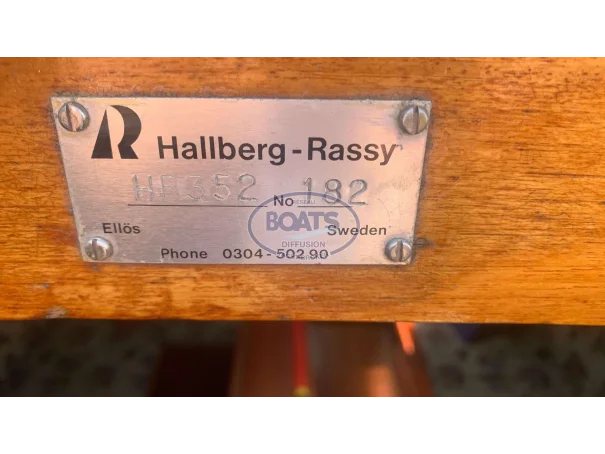 R Hallberg-Rassy
HR352 No 182
BOATS
DIFFUSION
Ellös Sweden
Phone 0304-502 90